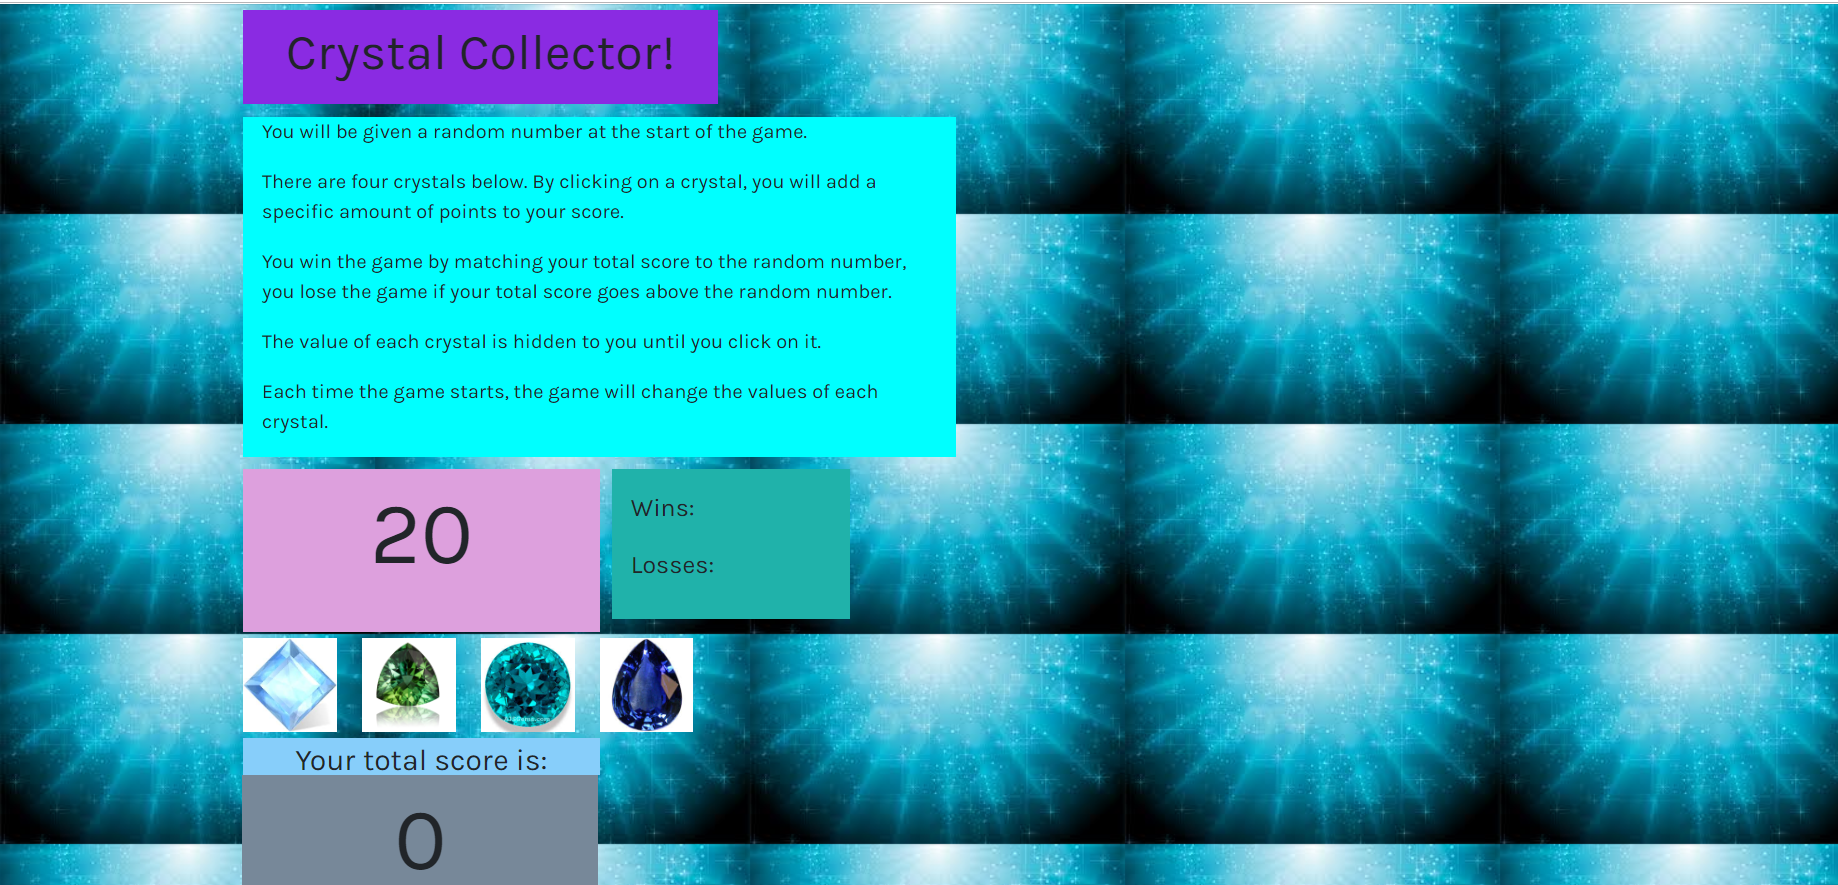 Crystal Collector!
You will be given a random number at the start of the game.
There are four crystals below. By clicking on a crystal, you will add a
specific amount of points to your score.
You win the game by matching your total score to the random number,
you lose the game if your total score goes above the random number.
The value of each crystal is hidden to you until you click on it.
Each time the game starts, the game will change the values of each
crystal.
20
Wins:
Losses:
Your total score is:
0